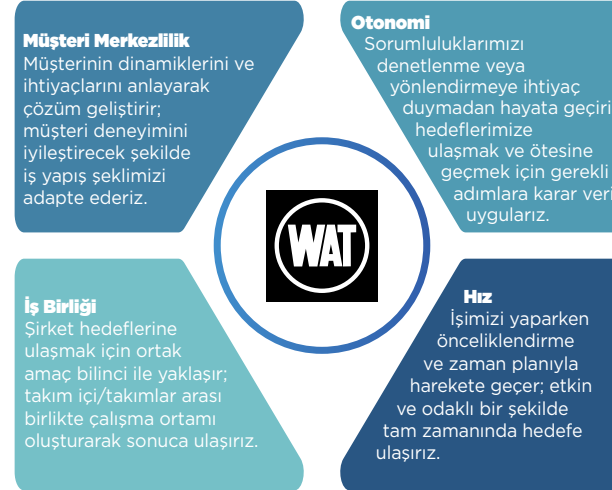 Müşteri Merkezlilik
Müşterinin dinamiklerini ve
ihtiyaçlarını anlayarak
çözüm geliştirir;
müşteri deneyimini
iyileştirecek şekilde
iş yapış şeklimizi
adapte ederiz.
Otonomi
Sorumluluklarımızı
denetlenme veya
yönlendirmeye ihtiyaç
duymadan hayata geçiri
hedeflerimize
ulaşmak ve ötesine
geçmek için gerekli
adımlara karar veri
uygularız.
WAT
İş Birliği
Şirket hedeflerine
ulaşmak için ortak
amaç bilinci ile yaklaşır;
takım içi/takımlar arası
birlikte çalışma ortamı
oluşturarak sonuca ulaşırız.
Hız
İşimizi yaparken
önceliklendirme
ve zaman planıyla
harekete geçer; etkin
ve odaklı bir şekilde
tam zamanında hedefe
ulaşırız.